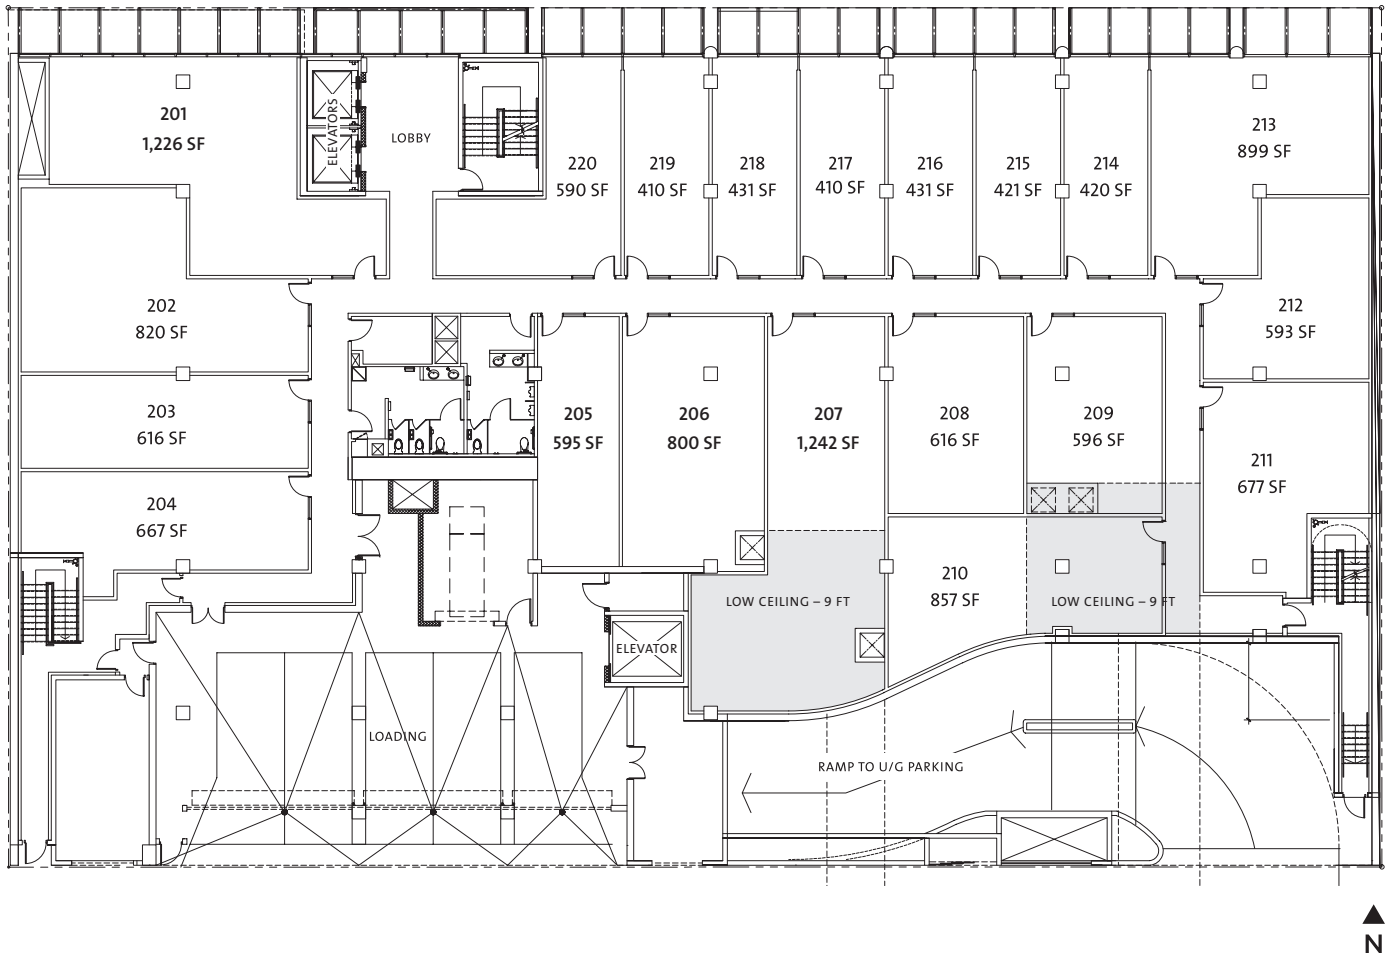 201
1,226 SF
ELEVATORS
LOBBY
220
590 SF
219
410 SF
218
431 SF
217
410 SF
216
431 SF
215
421 SF
214
420 SF
213
899 SF
202
820 SF
212
593 SF
203
616 SF
205
595 SF
206
800 SF
207
1,242 SF
208
616 SF
209
596 SF
211
677 SF
204
667 SF
210
857 SF
LOW CEILING – 9 FT
LOW CEILING – 9 FT
ELEVATOR
LOADING
RAMP TO U/G PARKING
N